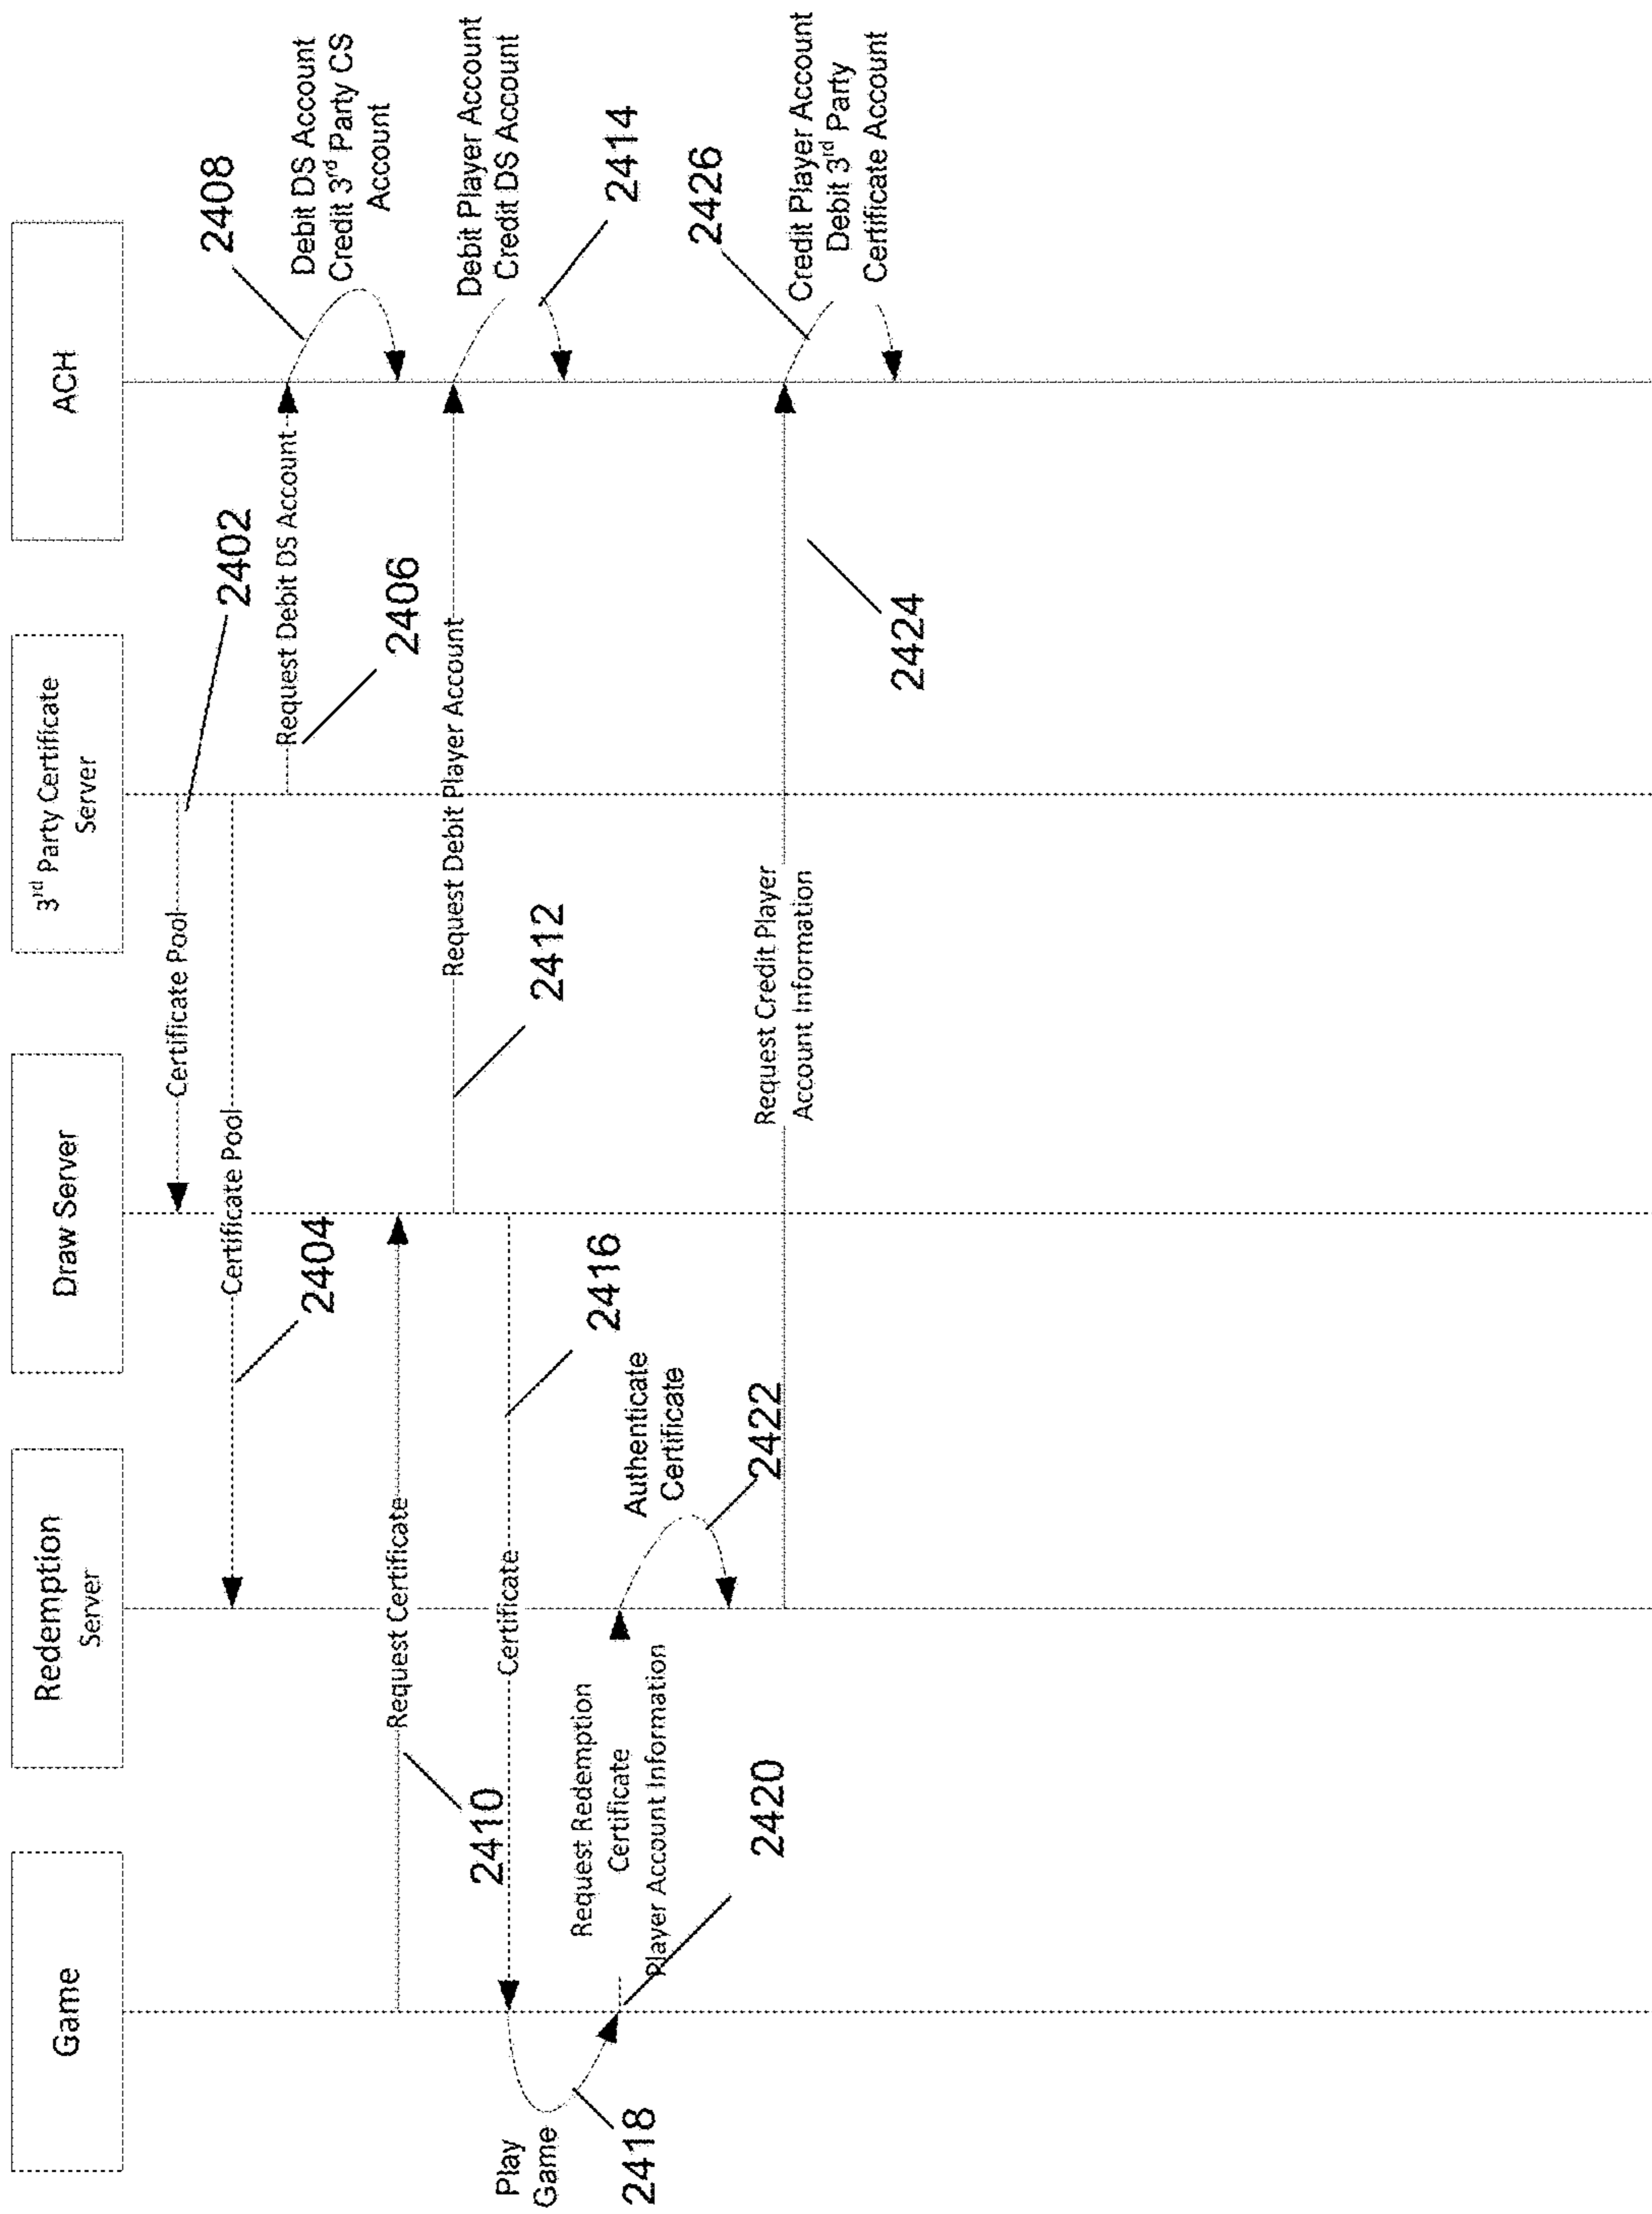 Game
Redemption
Server
Draw Server
3rd Party Certificate
Server
ACH
Certificate Pool
2402
Certificate Pool
2404
Request Debit DS Account
2406
2408
Debit DS Account
Credit 3rd Party CS
Account
Request Certificate
2410
Request Debit Player Account
2412
Debit Player Account
Credit DS Account
2414
Certificate
2416
Play
Game
2418
Request Redemption
Certificate
Player Account Information
2420
Authenticate
Certificate
2422
Request Credit Player
Account Information
2424
2426
Credit Player Account
Debit 3rd Party
Certificate Account